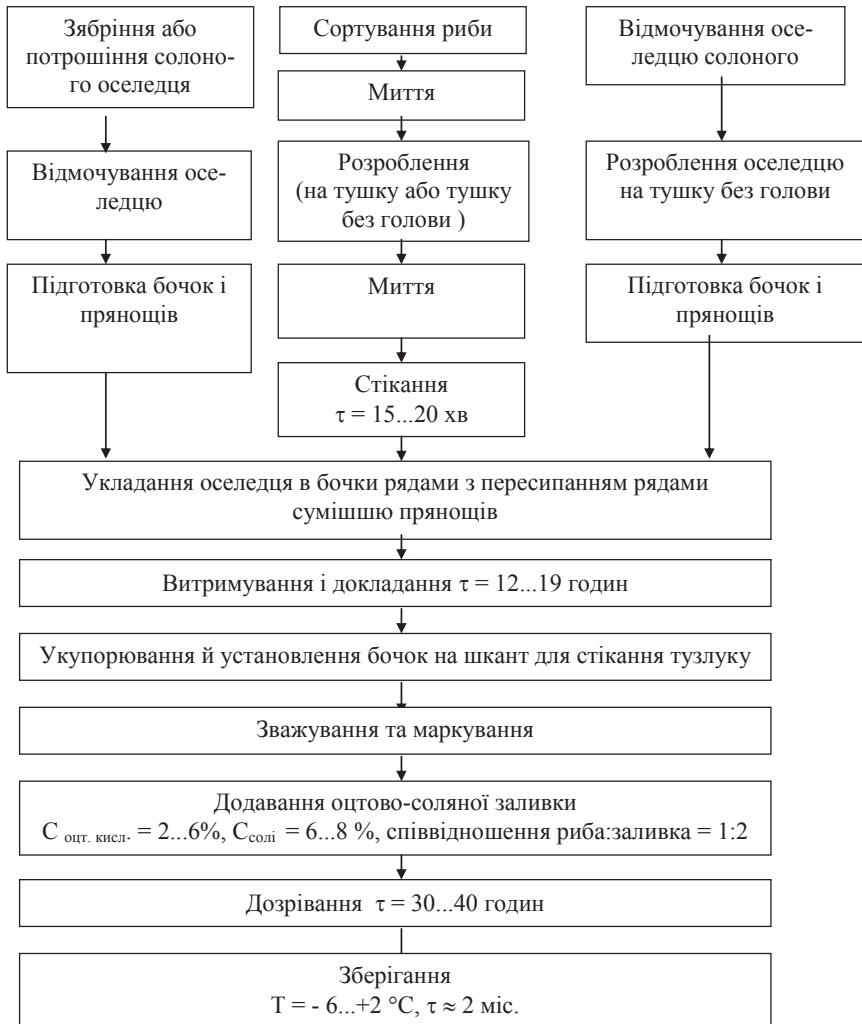 Зябріння або
потрошіння солоно-
го оселедця
Відмочування осе-
ледцю
Підготовка бочок і
прянощів
Сортування риби
Миття
Розроблення
(на тушку або тушку
без голови )
Миття
Стікання
τ = 15...20 хв
Відмочування осе-
ледцю солоного
Розроблення оселедцю
на тушку без голови
Підготовка бочок і
прянощів
Укладання оселедця в бочки рядами з пересипанням рядами
сумішшю прянощів
Витримування і докладання τ = 12...19 годин
Укупорювання й установлення бочок на шкант для стікання тузлуку
Зважування та маркування
Додавання оцтово-соляної заливки
С оцт. кисл. = 2...6%, Ссолі = 6...8 %, співвідношення риба:заливка = 1:2
Дозрівання τ = 30...40 годин
Зберігання
Т = - 6...+2 °С, τ ≈ 2 міс.